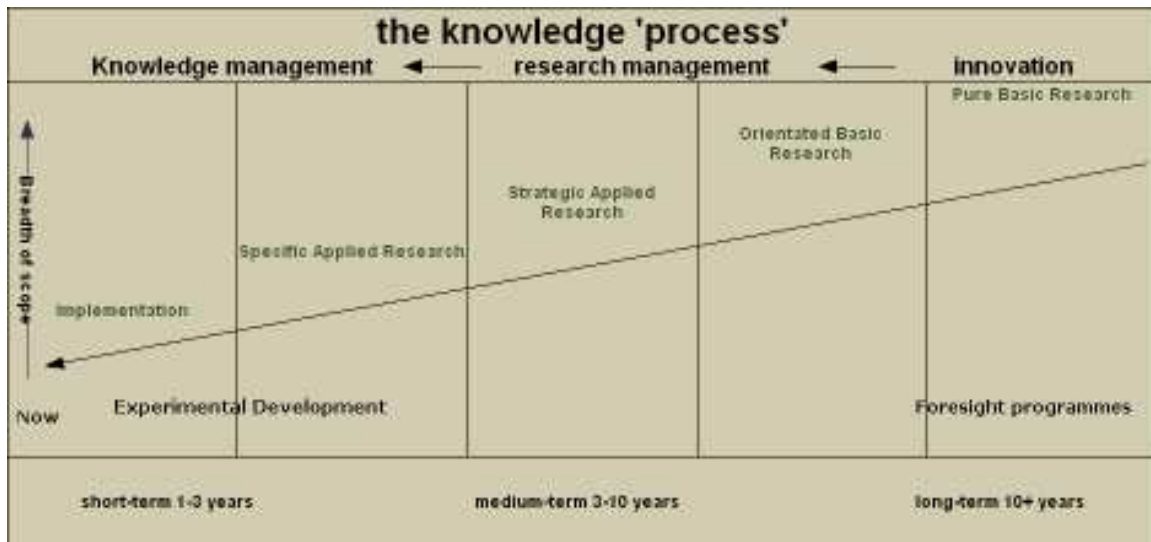 the knowledge 'process'
Knowledge management
research management
innovation
Pure Basic Research
Orientated Basic
Research
Strategic Applied
Research
Specific Applied Research
Implementation
Breadth of scope
Now
Experimental Development
Foresight programmes
short-term 1-3 years
medium-term 3-10 years
long-term 10+ years